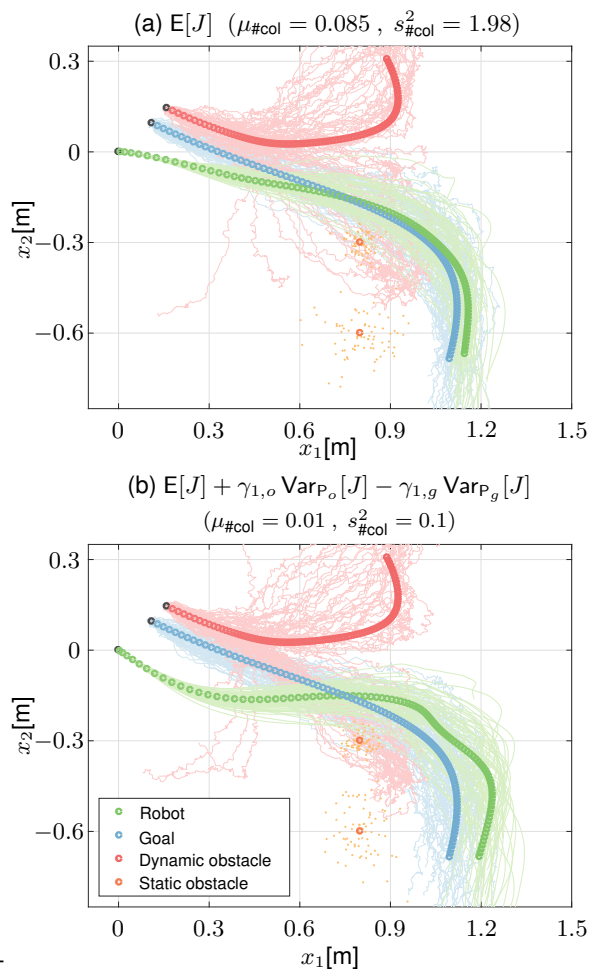 (a) E[J] (μ#col = 0.085 , s²#col = 1.98)
0.3
0
−0.3
−0.6
x₂[m]
0 0.3 0.6 0.9 1.2 1.5
x₁[m]
(b) E[J] + γ₁,ₒ VarPₒ[J] − γ₁,g VarPg[J]
(μ#col = 0.01 , s²#col = 0.1)
0.3
0
−0.3
−0.6
x₂[m]
Robot
Goal
Dynamic obstacle
Static obstacle
0 0.3 0.6 0.9 1.2 1.5
x₁[m]